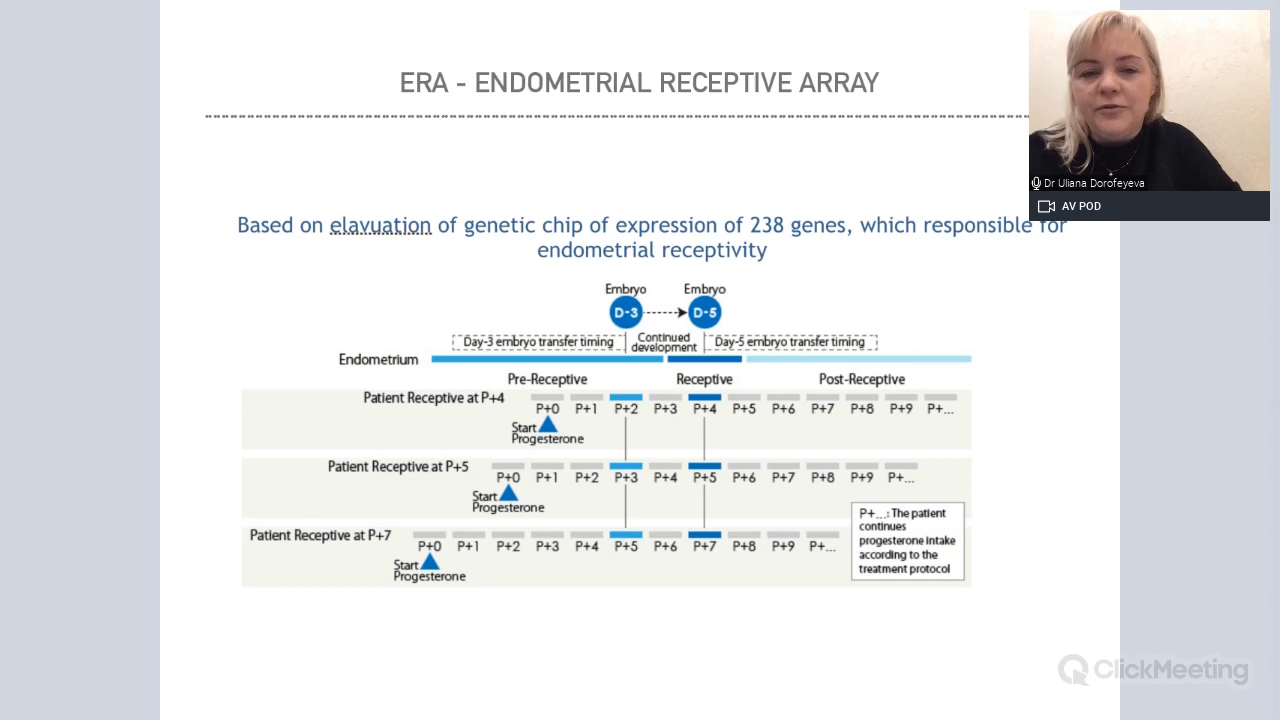 ERA - ENDOMETRIAL RECEPTIVE ARRAY
Dr Uliana Dorofeyeva
AV POD
Based on elavuation of genetic chip of expression of 238 genes, which responsible for
endometrial receptivity
Embryo Embryo
D-3 D-5
Day-3 embryo transfer timing
Continued
development
Day-5 embryo transfer timing
Endometrium
Pre-Receptive Receptive Post-Receptive
Patient Receptive at P+4
P+0 P+1 P+2 P+3 P+4 P+5 P+6 P+7 P+8 P+9 P+...
Start
Progesterone
Patient Receptive at P+5
P+0 P+1 P+2 P+3 P+4 P+5 P+6 P+7 P+8 P+9 P+...
Start
Progesterone
Patient Receptive at P+7
P+0 P+1 P+2 P+3 P+4 P+5 P+6 P+7 P+8 P+9 P+...
Start
Progesterone
P+...: The patient
continues
progesterone intake
according to the
treatment protocol
ClickMeeting